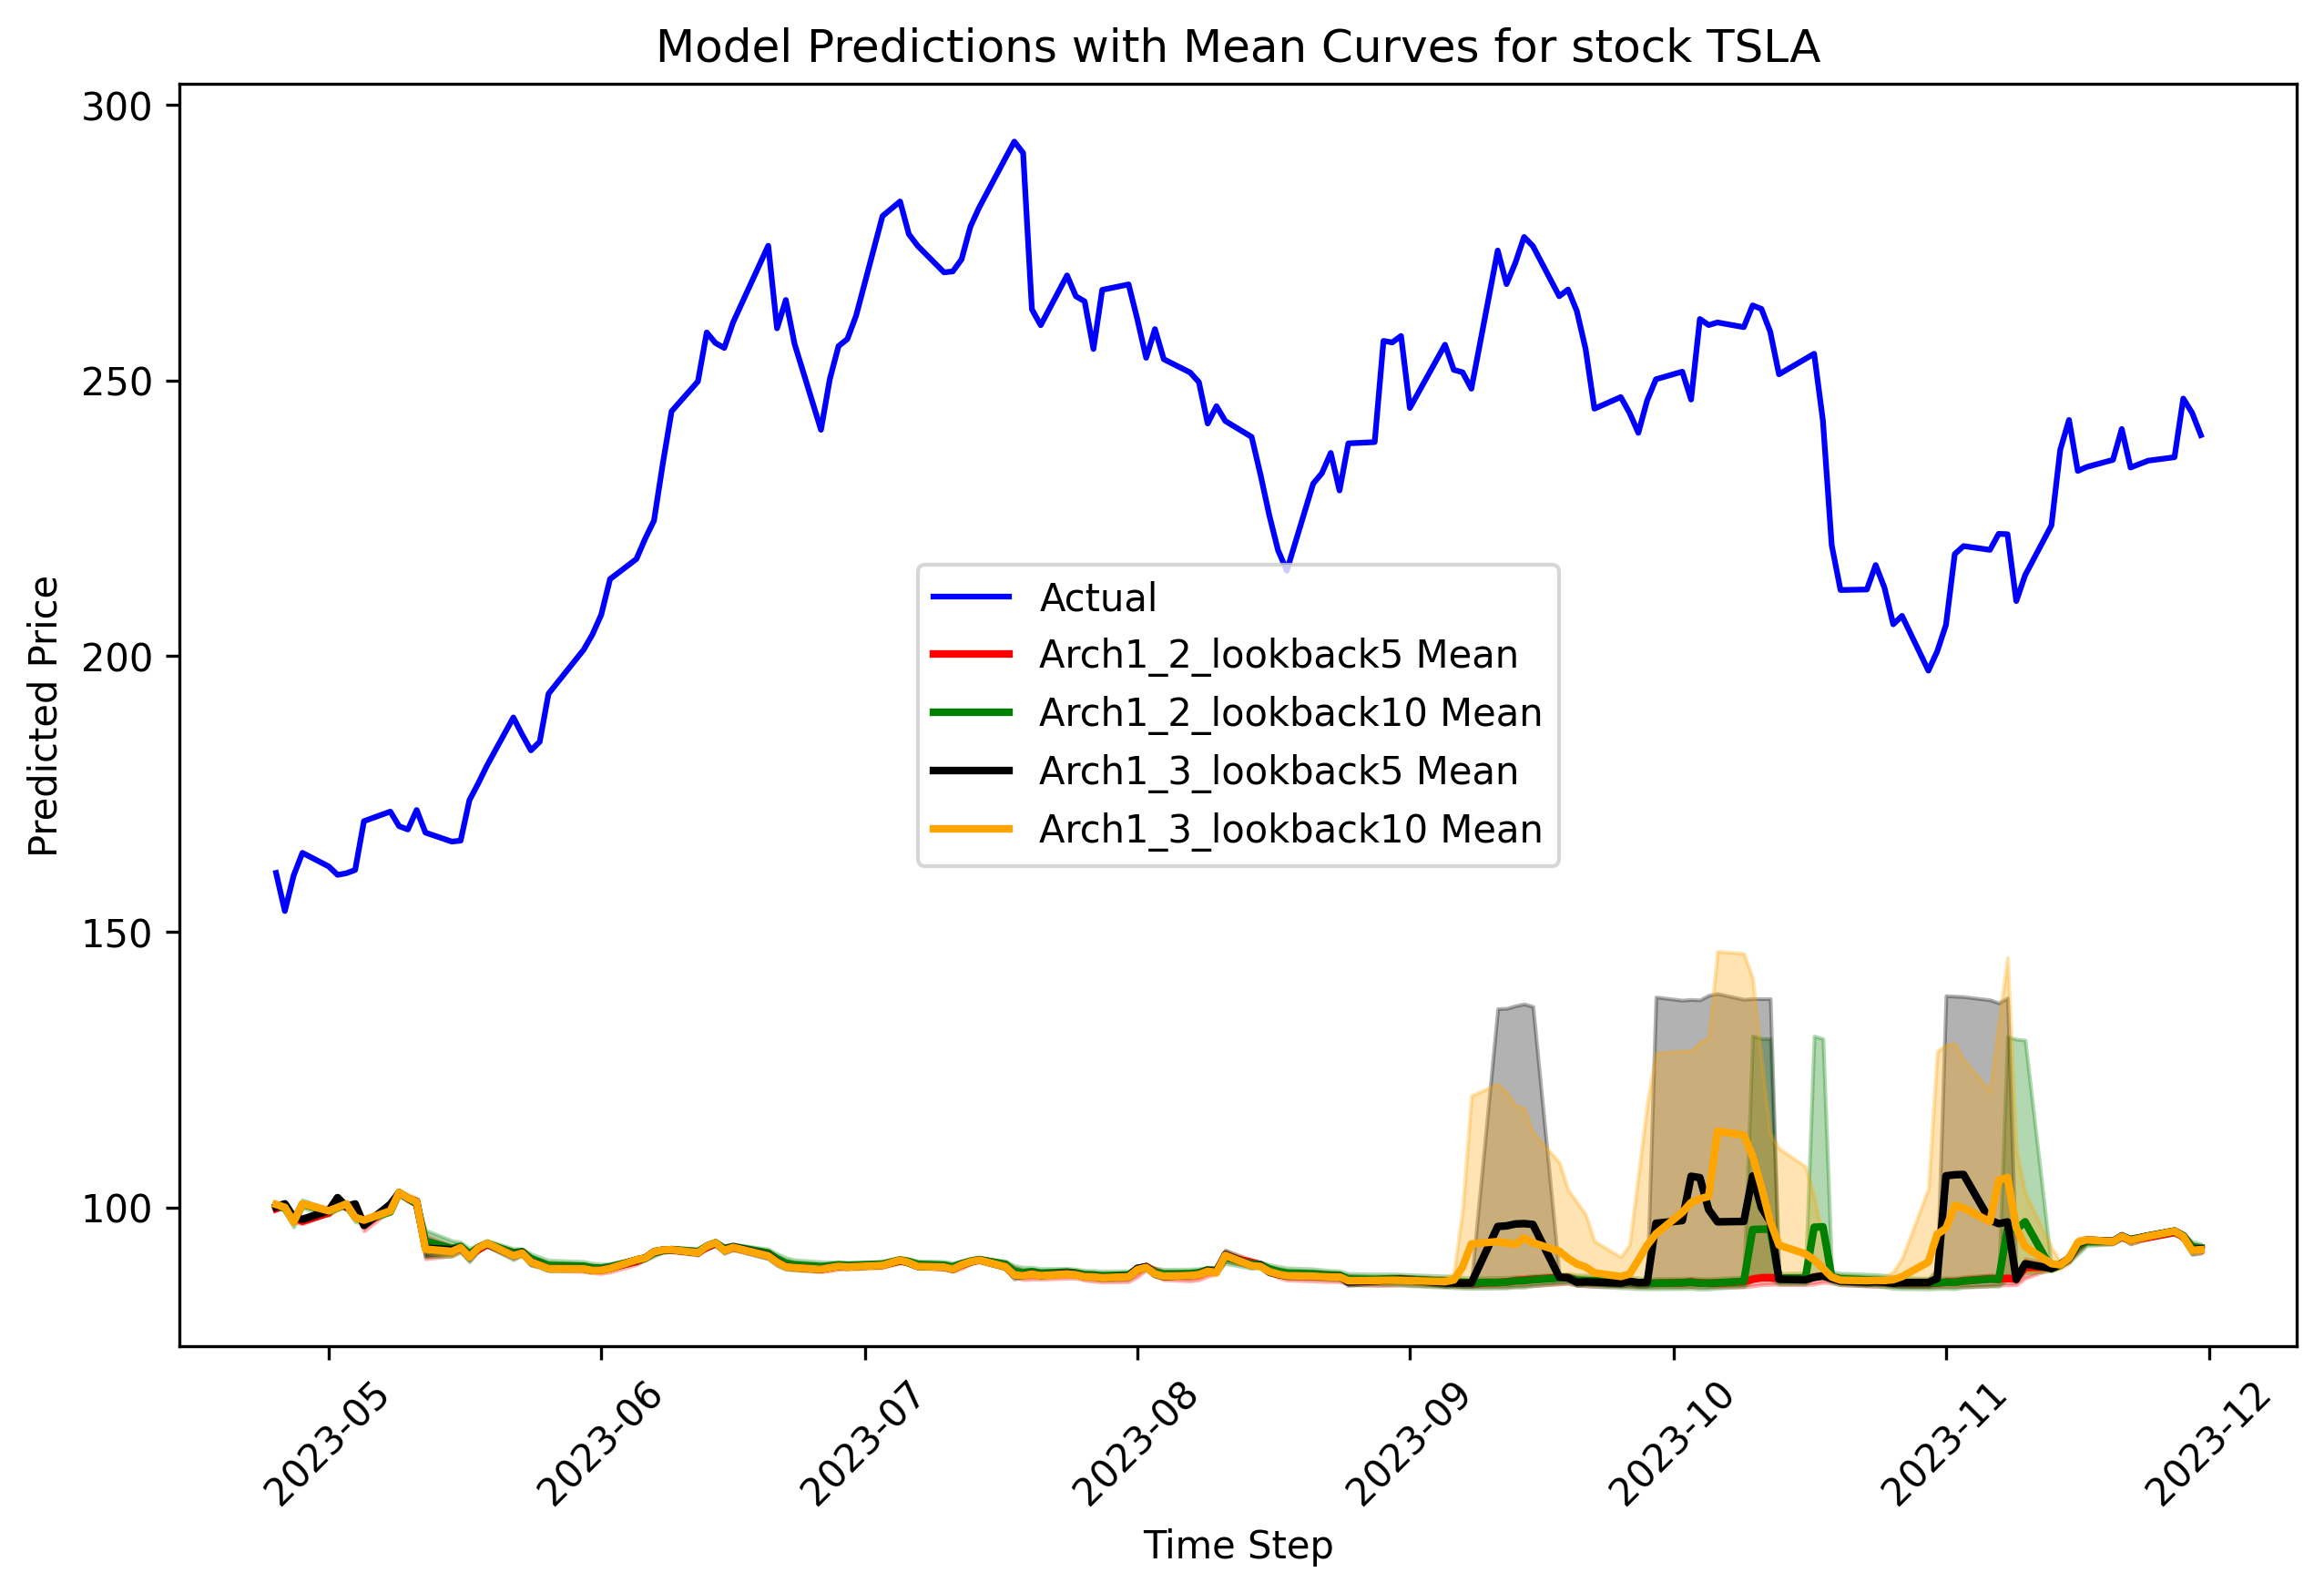 Model Predictions with Mean Curves for stock TSLA
Predicted Price
300
250
200
150
100
Actual
Arch1_2_lookback5 Mean
Arch1_2_lookback10 Mean
Arch1_3_lookback5 Mean
Arch1_3_lookback10 Mean
2023-05
2023-06
2023-07
2023-08
2023-09
2023-10
2023-11
2023-12
Time Step